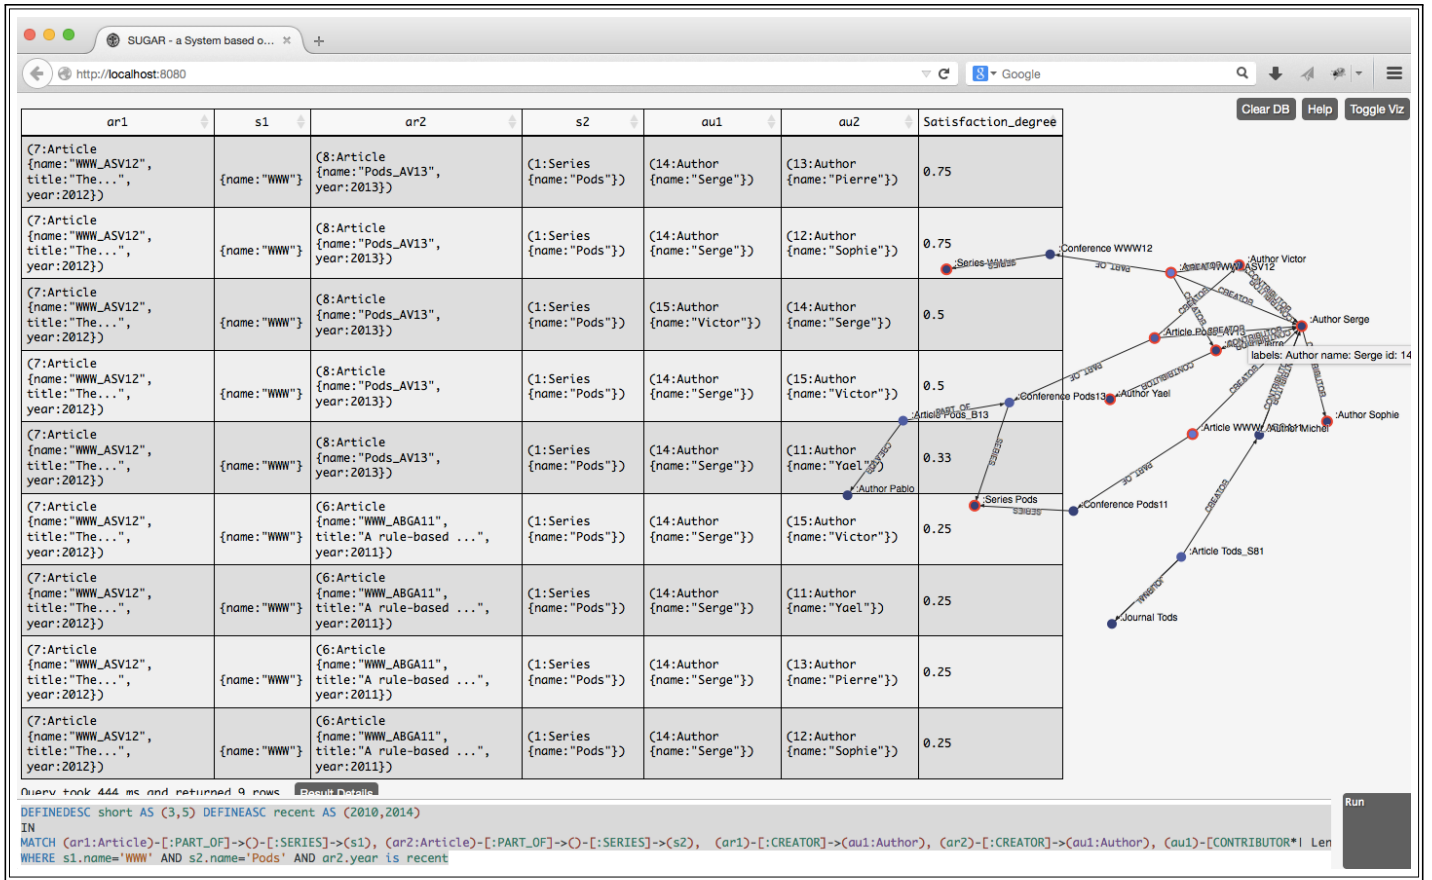 SUGAR - a System based o... × +
http://localhost:8080
Google
Clear DB Help Toggle Viz
ar1 s1 ar2 s2 au1 au2 Satisfaction_degree
(7:Article
{name:"WWW_ASV12",
title:"The...",
year:2012})
{name:"WWW"}
(8:Article
{name:"Pods_AV13",
year:2013})
(1:Series
{name:"Pods"})
(14:Author
{name:"Serge"})
(13:Author
{name:"Pierre"})
0.75
(7:Article
{name:"WWW_ASV12",
title:"The...",
year:2012})
{name:"WWW"}
(8:Article
{name:"Pods_AV13",
year:2013})
(1:Series
{name:"Pods"})
(14:Author
{name:"Serge"})
(12:Author
{name:"Sophie"})
0.75
(7:Article
{name:"WWW_ASV12",
title:"The...",
year:2012})
{name:"WWW"}
(8:Article
{name:"Pods_AV13",
year:2013})
(1:Series
{name:"Pods"})
(15:Author
{name:"Victor"})
(14:Author
{name:"Serge"})
0.5
(7:Article
{name:"WWW_ASV12",
title:"The...",
year:2012})
{name:"WWW"}
(8:Article
{name:"Pods_AV13",
year:2013})
(1:Series
{name:"Pods"})
(14:Author
{name:"Serge"})
(15:Author
{name:"Victor"})
0.5
(7:Article
{name:"WWW_ASV12",
title:"The...",
year:2012})
{name:"WWW"}
(8:Article
{name:"Pods_AV13",
year:2013})
(1:Series
{name:"Pods"})
(14:Author
{name:"Serge"})
(11:Author
{name:"Yael"})
0.33
(7:Article
{name:"WWW_ASV12",
title:"The...",
year:2012})
{name:"WWW"}
(6:Article
{name:"WWW_ABGA11",
title:"A rule-based ...",
year:2011})
(1:Series
{name:"Pods"})
(14:Author
{name:"Serge"})
(15:Author
{name:"Victor"})
0.25
(7:Article
{name:"WWW_ASV12",
title:"The...",
year:2012})
{name:"WWW"}
(6:Article
{name:"WWW_ABGA11",
title:"A rule-based ...",
year:2011})
(1:Series
{name:"Pods"})
(14:Author
{name:"Serge"})
(11:Author
{name:"Yael"})
0.25
(7:Article
{name:"WWW_ASV12",
title:"The...",
year:2012})
{name:"WWW"}
(6:Article
{name:"WWW_ABGA11",
title:"A rule-based ...",
year:2011})
(1:Series
{name:"Pods"})
(14:Author
{name:"Serge"})
(13:Author
{name:"Pierre"})
0.25
(7:Article
{name:"WWW_ASV12",
title:"The...",
year:2012})
{name:"WWW"}
(6:Article
{name:"WWW_ABGA11",
title:"A rule-based ...",
year:2011})
(1:Series
{name:"Pods"})
(14:Author
{name:"Serge"})
(12:Author
{name:"Sophie"})
0.25
:Conference WWW12
SERIES
PART_OF
:Author Victor
CONTRIBUTOR
CREATOR
CREATOR
CREATOR
:Author Serge
labels: Author name: Serge id: 14
PART_OF
CONTRIBUTOR
CREATOR
:Conference Pods13
:Author Yael
PART_OF
:Article Pods_B13
:Author Sophie
CREATOR
SERIES
:Author Pablo
PART_OF
:Series Pods
SERIES
:Conference Pods11
CREATOR
:Article Tods_S81
JOURNAL
:Journal Tods
Query took 444 ms and returned 9 rows. Result Details
DEFINEDESC short AS (3,5) DEFINEASC recent AS (2010,2014)
IN
MATCH (ar1:Article)-[:PART_OF]->()-[:SERIES]->(s1), (ar2:Article)-[:PART_OF]->()-[:SERIES]->(s2), (ar1)-[:CREATOR]->(au1:Author), (ar2)-[:CREATOR]->(au1:Author), (au1)-[CONTRIBUTOR*| Len
WHERE s1.name='WWW' AND s2.name='Pods' AND ar2.year is recent
Run